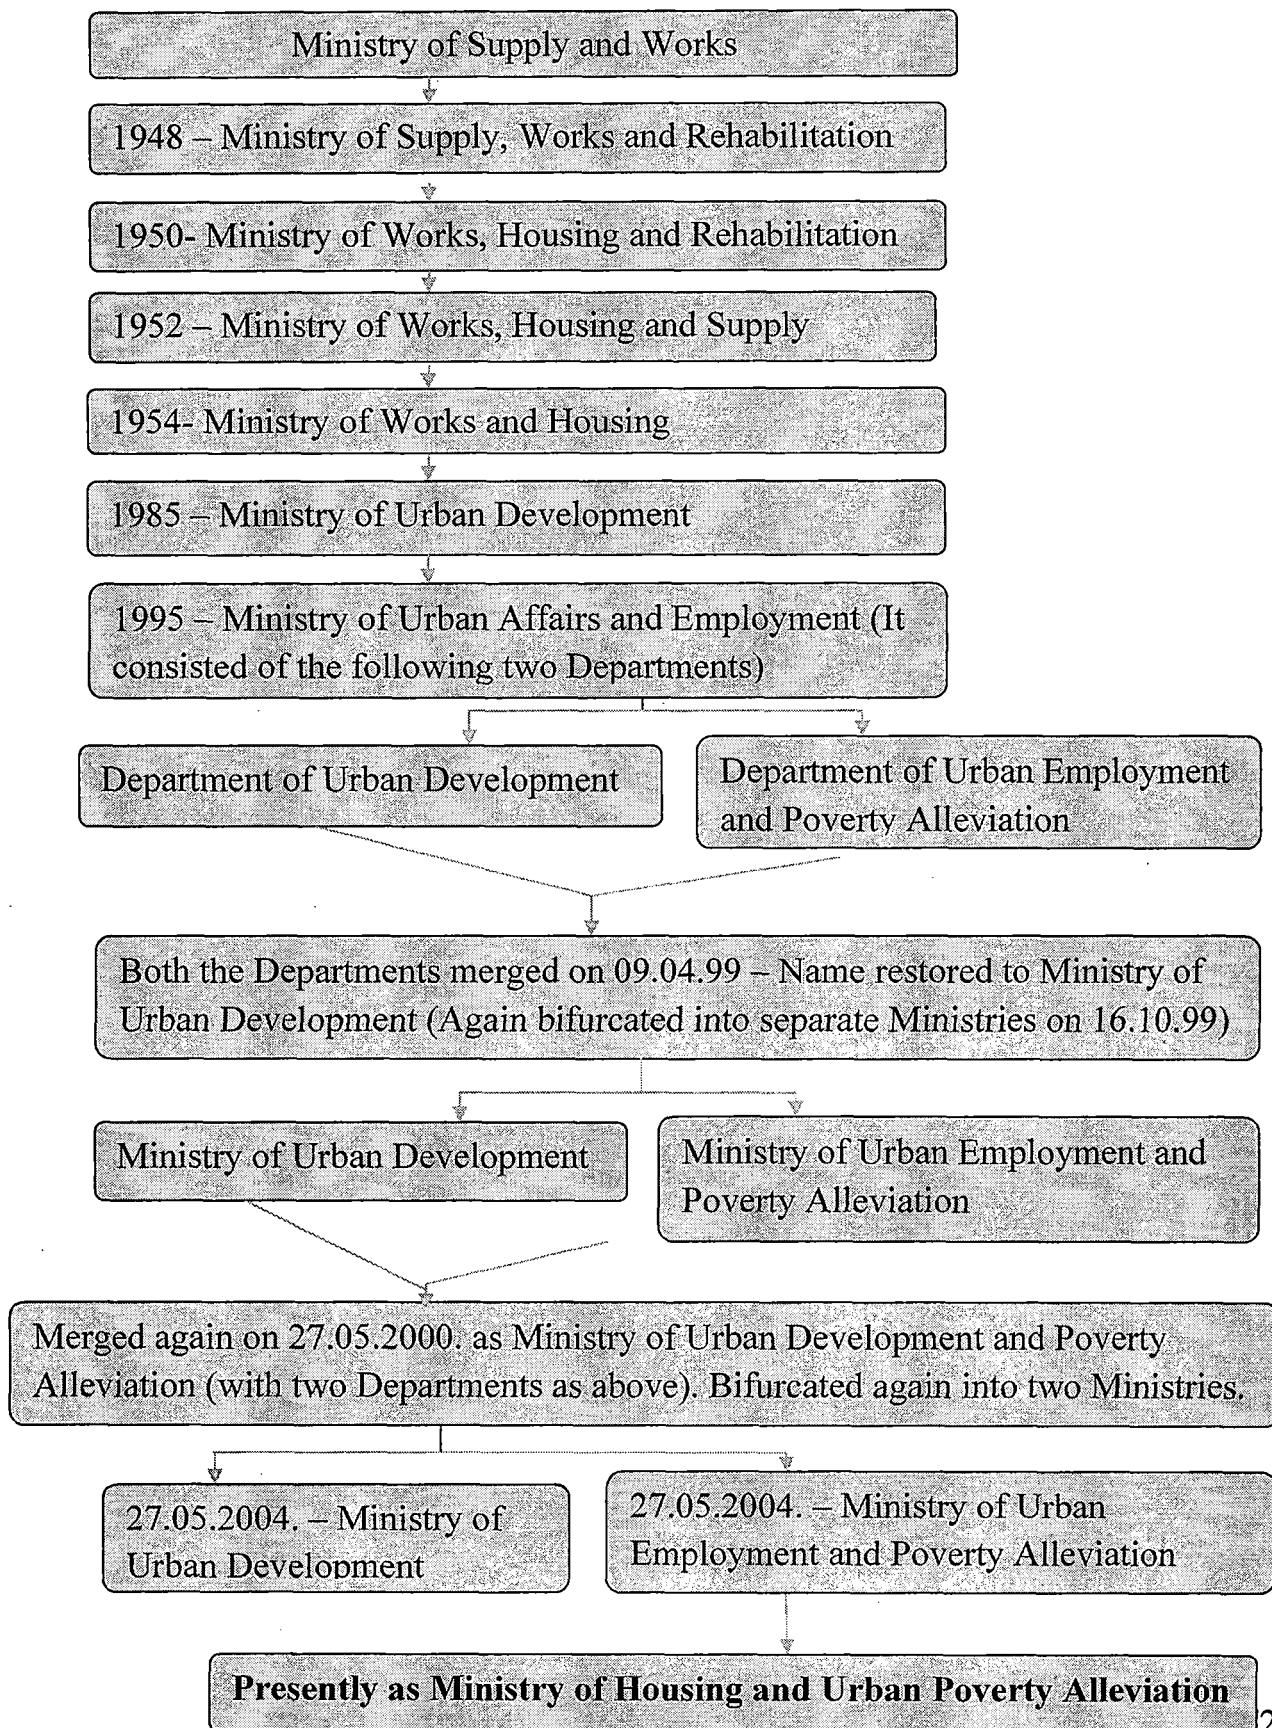 Ministry of Supply and Works
1948 – Ministry of Supply, Works and Rehabilitation
1950- Ministry of Works, Housing and Rehabilitation
1952 – Ministry of Works, Housing and Supply
1954- Ministry of Works and Housing
1985 – Ministry of Urban Development
1995 – Ministry of Urban Affairs and Employment (It
consisted of the following two Departments)
Department of Urban Development
Department of Urban Employment
and Poverty Alleviation
Both the Departments merged on 09.04.99 – Name restored to Ministry of
Urban Development (Again bifurcated into separate Ministries on 16.10.99)
Ministry of Urban Development
Ministry of Urban Employment and
Poverty Alleviation
Merged again on 27.05.2000. as Ministry of Urban Development and Poverty
Alleviation (with two Departments as above). Bifurcated again into two Ministries.
27.05.2004. – Ministry of
Urban Development
27.05.2004. – Ministry of Urban
Employment and Poverty Alleviation
Presently as Ministry of Housing and Urban Poverty Alleviation